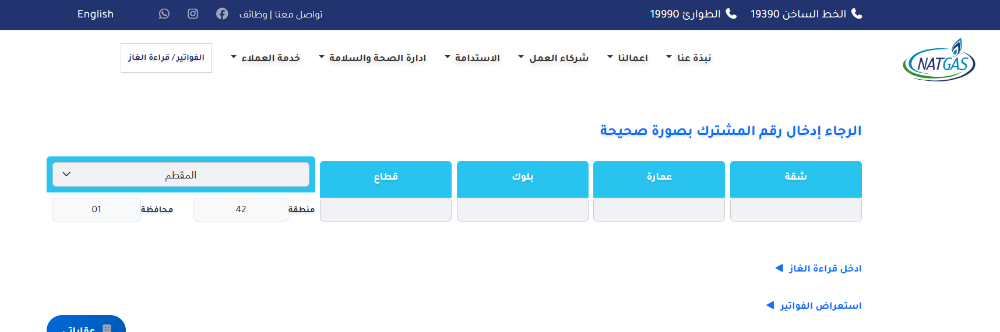 الخط الساخن 19390 الطوارئ 19990 تواصل معنا | وظائف English
NATGAS نبذة عنا اعمالنا شركاء العمل الاستدامة ادارة الصحة والسلامة خدمة العملاء الفواتير / قراءة الغاز
الرجاء إدخال رقم المشترك بصورة صحيحة
شقة عمارة بلوك قطاع المقطم
منطقة 42 محافظة 01
ادخل قراءة الغاز
استعراض الفواتير
عقاراتي